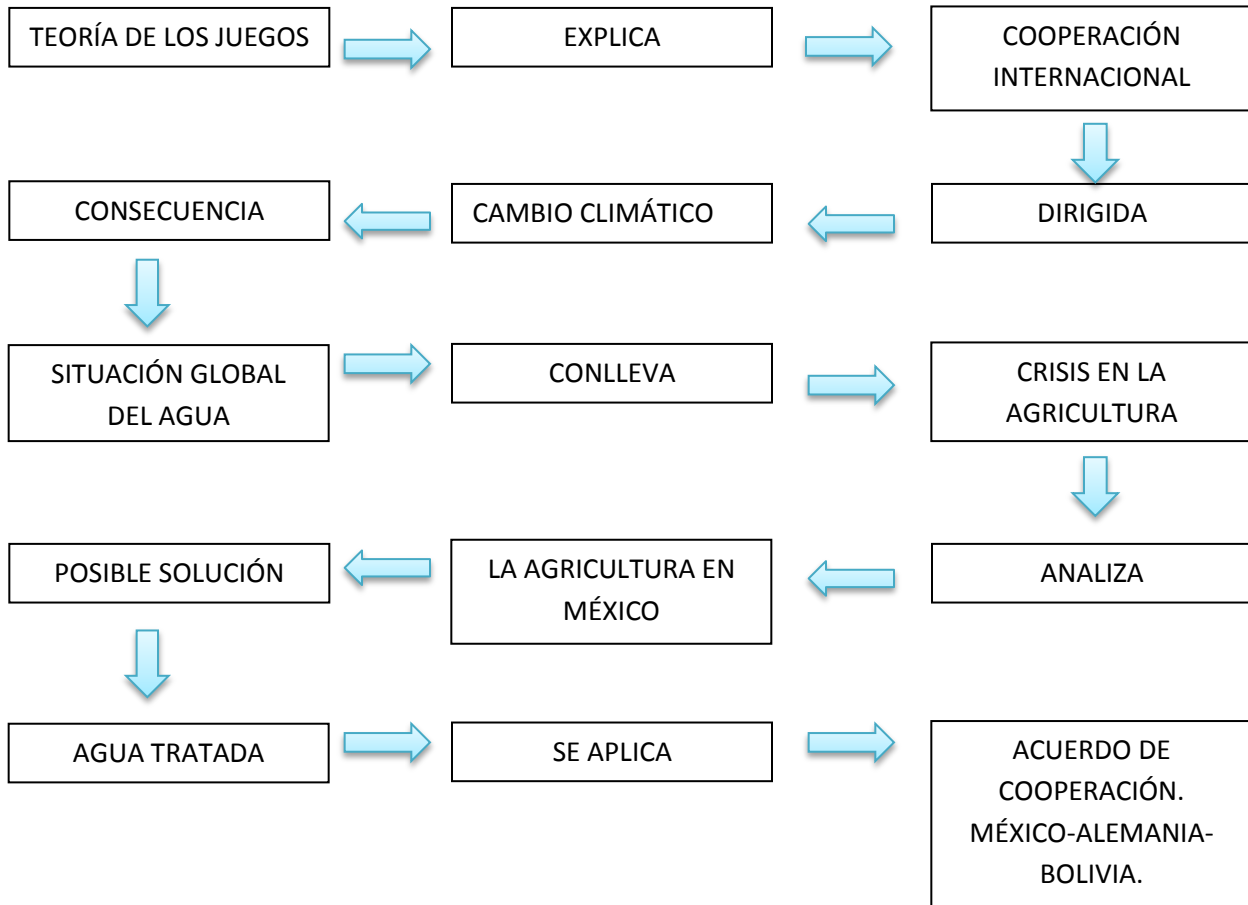 TEORÍA DE LOS JUEGOS
EXPLICA
COOPERACIÓN
INTERNACIONAL
CONSECUENCIA
CAMBIO CLIMÁTICO
DIRIGIDA
SITUACIÓN GLOBAL
DEL AGUA
CONLLEVA
CRISIS EN LA
AGRICULTURA
POSIBLE SOLUCIÓN
LA AGRICULTURA EN
MÉXICO
ANALIZA
AGUA TRATADA
SE APLICA
ACUERDO DE
COOPERACIÓN.
MÉXICO-ALEMANIA-
BOLIVIA.